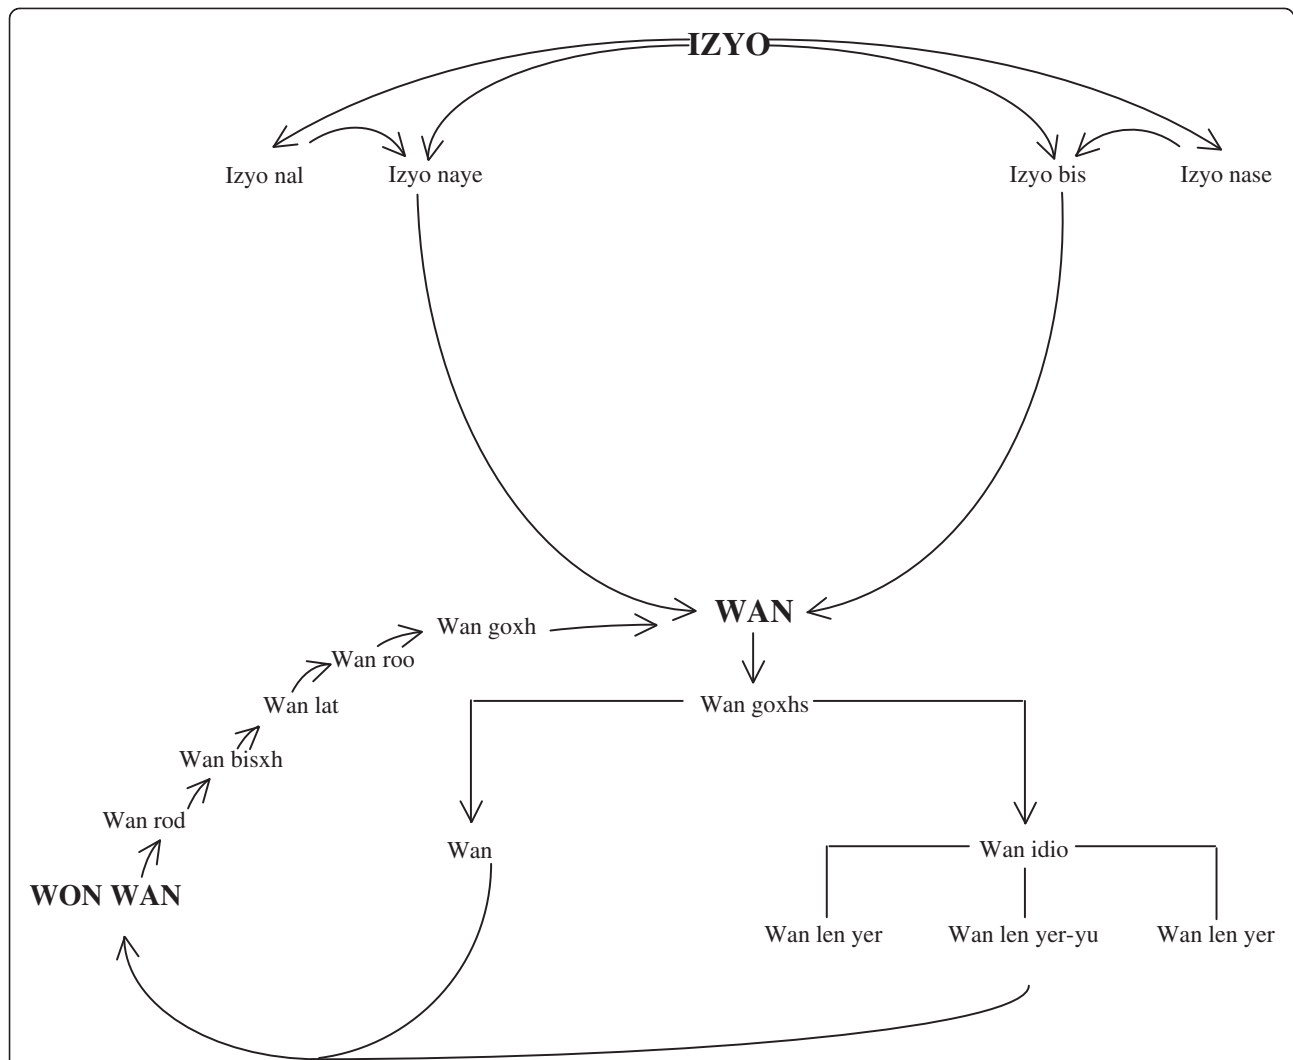 IZYO
Izyo nal
Izyo naye
Izyo bis
Izyo nase
WAN
Wan goxh
Wan roo
Wan lat
Wan goxhs
Wan bisxh
Wan rod
Wan
Wan idio
WON WAN
Wan len yer
Wan len yer-yu
Wan len yer